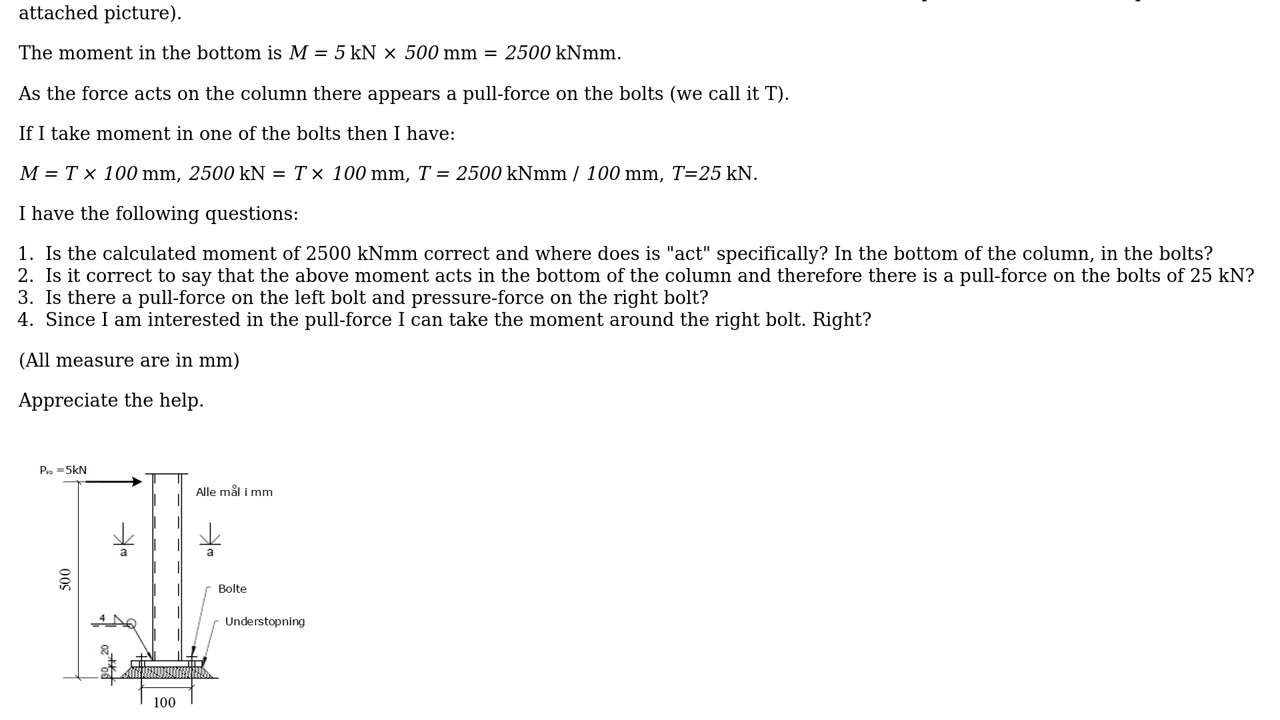 attached picture).
The moment in the bottom is M = 5 kN × 500 mm = 2500 kNmm.
As the force acts on the column there appears a pull-force on the bolts (we call it T).
If I take moment in one of the bolts then I have:
M = T × 100 mm, 2500 kN = T × 100 mm, T = 2500 kNmm / 100 mm, T=25 kN.
I have the following questions:
1. Is the calculated moment of 2500 kNmm correct and where does is "act" specifically? In the bottom of the column, in the bolts?
2. Is it correct to say that the above moment acts in the bottom of the column and therefore there is a pull-force on the bolts of 25 kN?
3. Is there a pull-force on the left bolt and pressure-force on the right bolt?
4. Since I am interested in the pull-force I can take the moment around the right bolt. Right?
(All measure are in mm)
Appreciate the help.
P =5kN
Alle mål i mm
a a
500
Bolte
4
Understopning
20
30
100